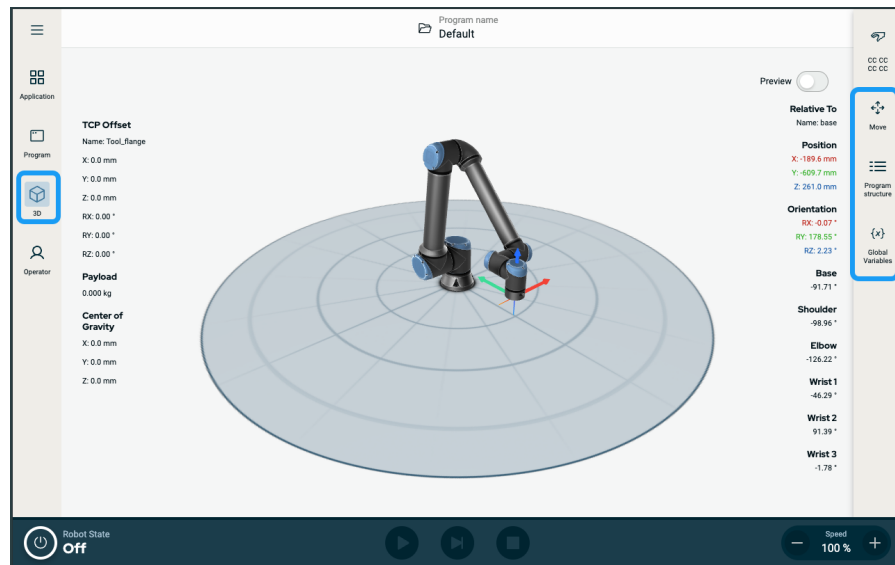 Program name
Default
Application
Program
3D
Operator
TCP Offset
Name: Tool_flange
X: 0.0 mm
Y: 0.0 mm
Z: 0.0 mm
RX: 0.00 °
RY: 0.00 °
RZ: 0.00 °
Payload
0.000 kg
Center of
Gravity
X: 0.0 mm
Y: 0.0 mm
Z: 0.0 mm
Preview
Relative To
Name: base
Position
X: -189.6 mm
Y: -609.7 mm
Z: 261.0 mm
Orientation
RX: -0.07 °
RY: 178.55 °
RZ: 2.23 °
Base
-91.71 °
Shoulder
-98.96 °
Elbow
-126.22 °
Wrist 1
-46.29 °
Wrist 2
91.39 °
Wrist 3
-1.78 °
CC CC
CC CC
Move
Program
structure
{x}
Global
Variables
Robot State
Off
Speed
100 %